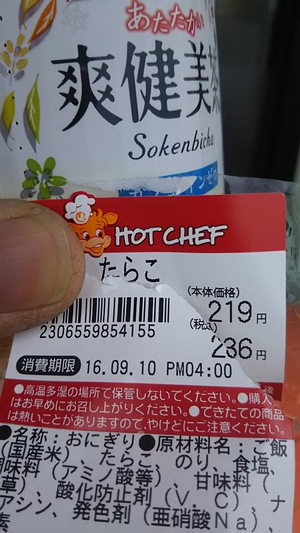 あたたかい
爽健美茶
Sokenbicha
HOT CHEF
たらこ
(本体価格)
219円
(税込)
236円
2306559854155
消費期限 16.09.10 PM04:00
●高温多湿の場所で保管しないでください。●購入
はお早めにお召し上がりください。●できたての商品
は熱いことがありますので、やけどにご注意ください。
●名称:おにぎり●原材料名:ご飯
(国産米)、たらこ、のり、食塩、
調味料(アミノ酸等)、甘味料(
草)、酸化防止剤(V.C)、ナ
アシン、発色剤(亜硝酸Na)、
素